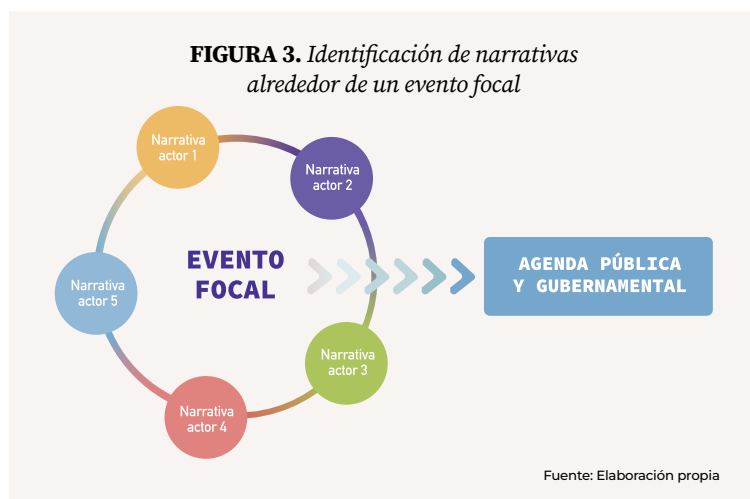 FIGURA 3. Identificación de narrativas
alrededor de un evento focal
Narrativa
actor 1
Narrativa
actor 2
EVENTO
FOCAL
AGENDA PÚBLICA
Y GUBERNAMENTAL
Narrativa
actor 5
Narrativa
actor 3
Narrativa
actor 4
Fuente: Elaboración propia